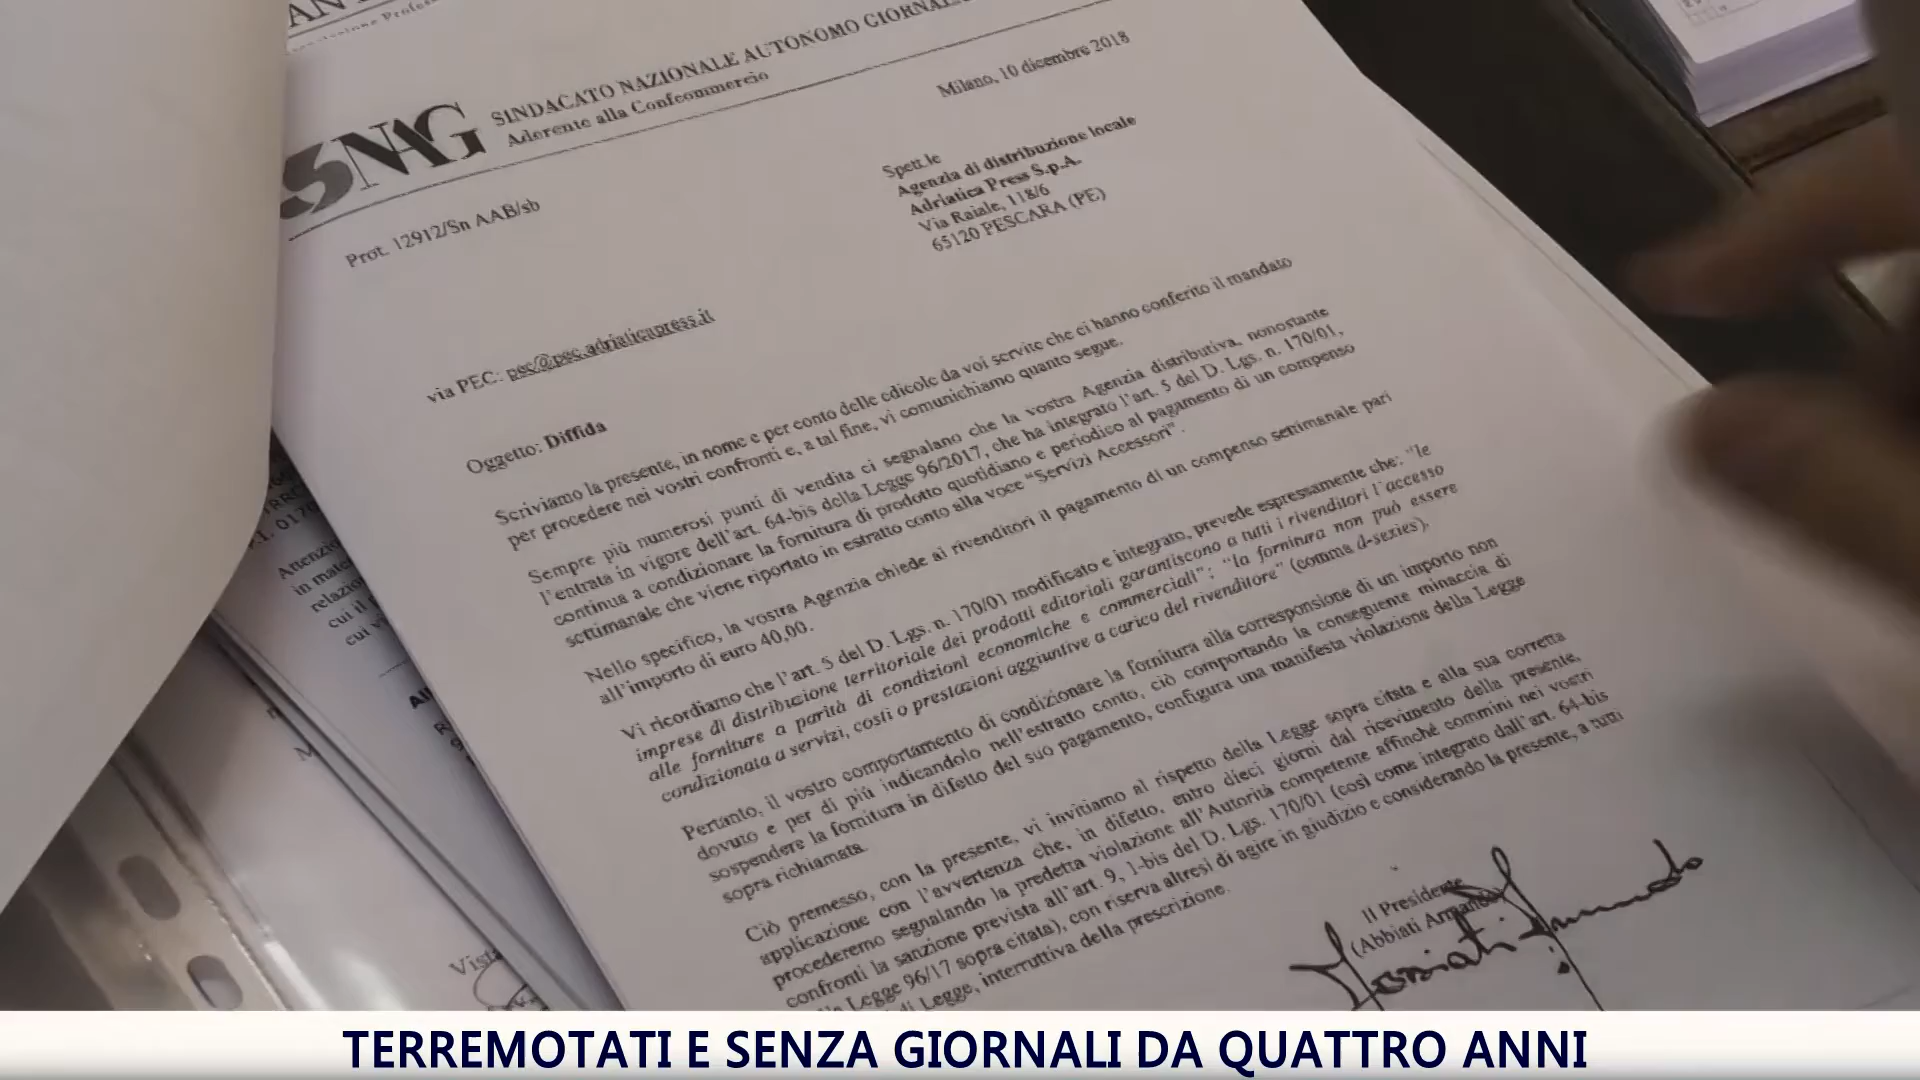 SNAG
SINDACATO NAZIONALE AUTONOMO
Aderente alla Confcommercio
Milano, 10 dicembre 2018
Prot. 12912/Sn AAB/sb
Spett.le
Agenzia di distribuzione locale
Adriatica Press S.p.A.
Via Raiale, 118/6
65120 PESCARA (PE)
via PEC: pec@pec.adriaticapress.it
Oggetto: Diffida
Scriviamo la presente, in nome e per conto delle edicole da voi servite che ci hanno conferito il mandato
per procedere nei vostri confronti e, a tal fine, vi comunichiamo quanto segue.
Sempre più numerosi punti di vendita ci segnalano che la vostra Agenzia distributiva, nonostante
l'entrata in vigore dell'art. 64-bis della Legge 96/2017, che ha integrato l'art. 5 del D. Lgs. n. 170/01,
continua a condizionare la fornitura di prodotto quotidiano e periodico al pagamento di un compenso
settimanale che viene riportato in estratto conto alla voce "Servizi Accessori".
Nello specifico, la vostra Agenzia chiede ai rivenditori il pagamento di un compenso settimanale pari
all'importo di euro 40,00.
Vi ricordiamo che l'art. 5 del D. Lgs. n. 170/01 modificato e integrato, prevede espressamente che: "le
imprese di distribuzione territoriale dei prodotti editoriali garantiscono a tutti i rivenditori l'accesso
alle forniture a parità di condizioni economiche e commerciali"; "la fornitura non può essere
condizionata a servizi, costi o prestazioni aggiuntive a carico del rivenditore" (comma d-sexies).
Pertanto, il vostro comportamento di condizionare la fornitura alla corresponsione di un importo non
dovuto e per di più indicandolo nell'estratto conto, ciò comportando la conseguente minaccia di
sospendere la fornitura in difetto del suo pagamento, configura una manifesta violazione della Legge
sopra richiamata.
Ciò premesso, con la presente, vi invitiamo al rispetto della Legge sopra citata e alla sua corretta
applicazione con l'avvertenza che, in difetto, entro dieci giorni dal ricevimento della presente,
procederemo segnalando la predetta violazione all'Autorità competente affinché commini nei vostri
confronti la sanzione prevista all'art. 9, 1-bis del D. Lgs. 170/01 (così come integrato dall'art. 64-bis
Legge 96/17 sopra citata), con riserva altresì di agire in giudizio e considerando la presente, a tutti
di Legge, interruttiva della prescrizione.
Il Presidente
(Abbiati Armando)
Vista
TERREMOTATI E SENZA GIORNALI DA QUATTRO ANNI